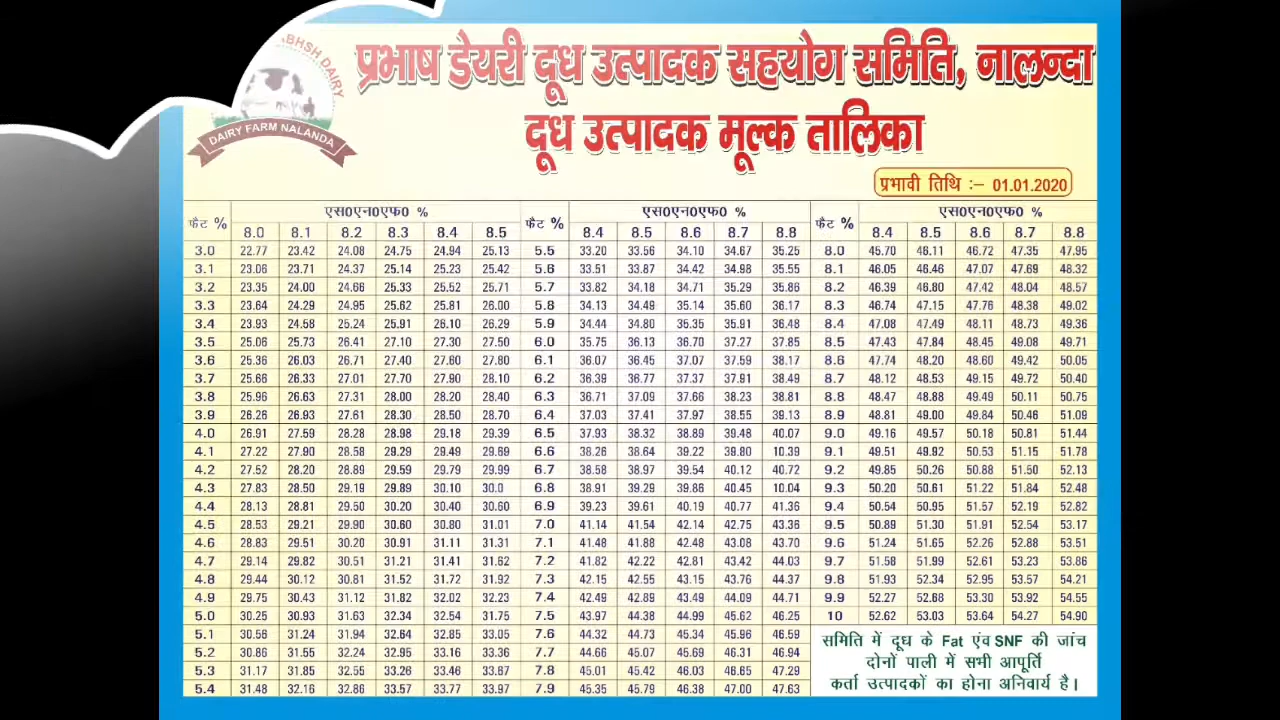 BHSH DAIRY
DAIRY FARM NALANDA
प्रभाष डेयरी दूध उत्पादक सहयोग समिति, नालन्दा
दूध उत्पादक मूल्क तालिका
प्रभावी तिथि :– 01.01.2020
फैट % एस0एन0एफ0 % फैट % एस0एन0एफ0 % फैट % एस0एन0एफ0 %
8.0 8.1 8.2 8.3 8.4 8.5 8.4 8.5 8.6 8.7 8.8 8.4 8.5 8.6 8.7 8.8
3.0 22.77 23.42 24.08 24.75 24.94 25.13 5.5 33.20 33.56 34.10 34.67 35.25 8.0 45.70 46.11 46.72 47.35 47.95
3.1 23.06 23.71 24.37 25.14 25.23 25.42 5.6 33.51 33.87 34.42 34.98 35.55 8.1 46.05 46.46 47.07 47.69 48.32
3.2 23.35 24.00 24.66 25.33 25.52 25.71 5.7 33.82 34.18 34.71 35.29 35.86 8.2 46.39 46.80 47.42 48.04 48.57
3.3 23.64 24.29 24.95 25.62 25.81 26.00 5.8 34.13 34.49 35.14 35.60 36.17 8.3 46.74 47.15 47.76 48.38 49.02
3.4 23.93 24.58 25.24 25.91 26.10 26.29 5.9 34.44 34.80 35.35 35.91 36.48 8.4 47.08 47.49 48.11 48.73 49.36
3.5 25.06 25.73 26.41 27.10 27.30 27.50 6.0 35.75 36.13 36.70 37.27 37.85 8.5 47.43 47.84 48.45 49.08 49.71
3.6 25.36 26.03 26.71 27.40 27.60 27.80 6.1 36.07 36.45 37.07 37.59 38.17 8.6 47.74 48.20 48.60 49.42 50.05
3.7 25.66 26.33 27.01 27.70 27.90 28.10 6.2 36.39 36.77 37.37 37.91 38.49 8.7 48.12 48.53 49.15 49.72 50.40
3.8 25.96 26.63 27.31 28.00 28.20 28.40 6.3 36.71 37.09 37.66 38.23 38.81 8.8 48.47 48.88 49.49 50.11 50.75
3.9 26.26 26.93 27.61 28.30 28.50 28.70 6.4 37.03 37.41 37.97 38.55 39.13 8.9 48.81 49.00 49.84 50.46 51.09
4.0 26.91 27.59 28.28 28.98 29.18 29.39 6.5 37.93 38.32 38.89 39.48 40.07 9.0 49.16 49.57 50.18 50.81 51.44
4.1 27.22 27.90 28.58 29.29 29.49 29.69 6.6 38.26 38.64 39.22 39.80 10.39 9.1 49.51 49.92 50.53 51.15 51.78
4.2 27.52 28.20 28.89 29.59 29.79 29.99 6.7 38.58 38.97 39.54 40.12 40.72 9.2 49.85 50.26 50.88 51.50 52.13
4.3 27.83 28.50 29.19 29.89 30.10 30.0 6.8 38.91 39.29 39.86 40.45 10.04 9.3 50.20 50.61 51.22 51.84 52.48
4.4 28.13 28.81 29.50 30.20 30.40 30.60 6.9 39.23 39.61 40.19 40.77 41.36 9.4 50.54 50.95 51.57 52.19 52.82
4.5 28.53 29.21 29.90 30.60 30.80 31.01 7.0 41.14 41.54 42.14 42.75 43.36 9.5 50.89 51.30 51.91 52.54 53.17
4.6 28.83 29.51 30.20 30.91 31.11 31.31 7.1 41.48 41.88 42.48 43.08 43.70 9.6 51.24 51.65 52.26 52.88 53.51
4.7 29.14 29.82 30.51 31.21 31.41 31.62 7.2 41.82 42.22 42.81 43.42 44.03 9.7 51.58 51.99 52.61 53.23 53.86
4.8 29.44 30.12 30.81 31.52 31.72 31.92 7.3 42.15 42.55 43.15 43.76 44.37 9.8 51.93 52.34 52.95 53.57 54.21
4.9 29.75 30.43 31.12 31.82 32.02 32.23 7.4 42.49 42.89 43.49 44.09 44.71 9.9 52.27 52.68 53.30 53.92 54.55
5.0 30.25 30.93 31.63 32.34 32.54 31.75 7.5 43.97 44.38 44.99 45.62 46.25 10 52.62 53.03 53.64 54.27 54.90
5.1 30.56 31.24 31.94 32.64 32.85 33.05 7.6 44.32 44.73 45.34 45.96 46.59
5.2 30.86 31.55 32.24 32.95 33.16 33.36 7.7 44.66 45.07 45.69 46.31 46.94
5.3 31.17 31.85 32.55 33.26 33.46 33.67 7.8 45.01 45.42 46.03 46.65 47.29
5.4 31.48 32.16 32.86 33.57 33.77 33.97 7.9 45.35 45.79 46.38 47.00 47.63
समिति में दूध के Fat एंव SNF की जांच
दोनों पाली में सभी आपूर्ति
कर्ता उत्पादकों का होना अनिवार्य है।